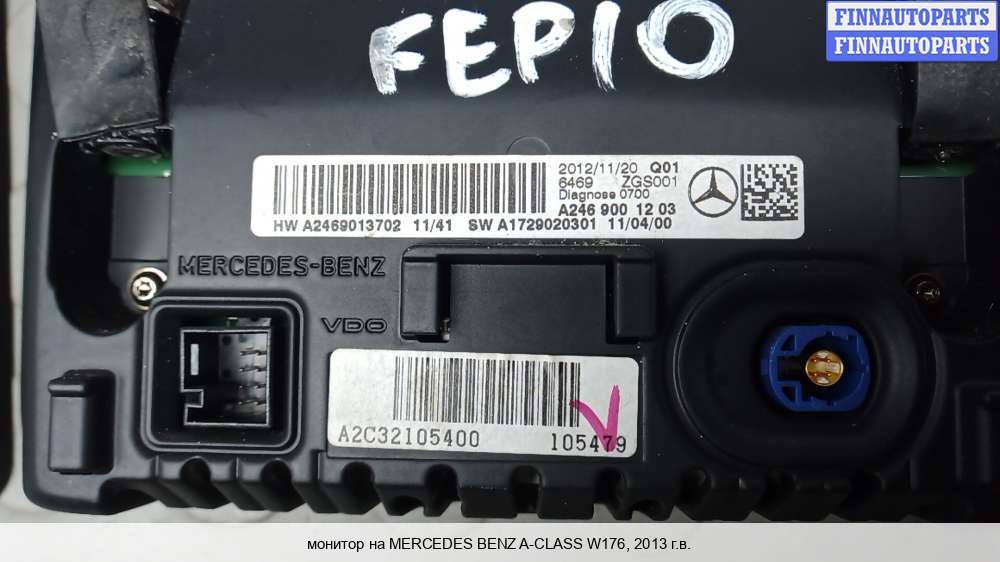 FEPIO
FINNAUTOPARTS
FINNAUTOPARTS
2012/11/20 Q01
6469 ZGS001
Diagnose 0700
A246 900 12 03
HW A2469013702 11/41 SW A1729020301 11/04/00
MERCEDES-BENZ
VDO
A2C32105400 105479
монитор на MERCEDES BENZ A-CLASS W176, 2013 г.в.